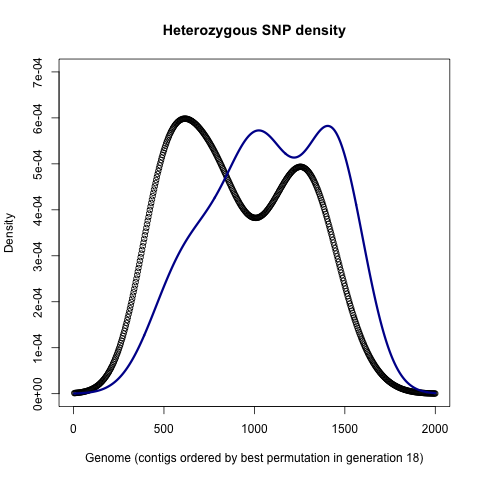 Heterozygous SNP density
7e-04
6e-04
5e-04
4e-04
3e-04
2e-04
1e-04
0e+00
Density
0 500 1000 1500 2000
Genome (contigs ordered by best permutation in generation 18)